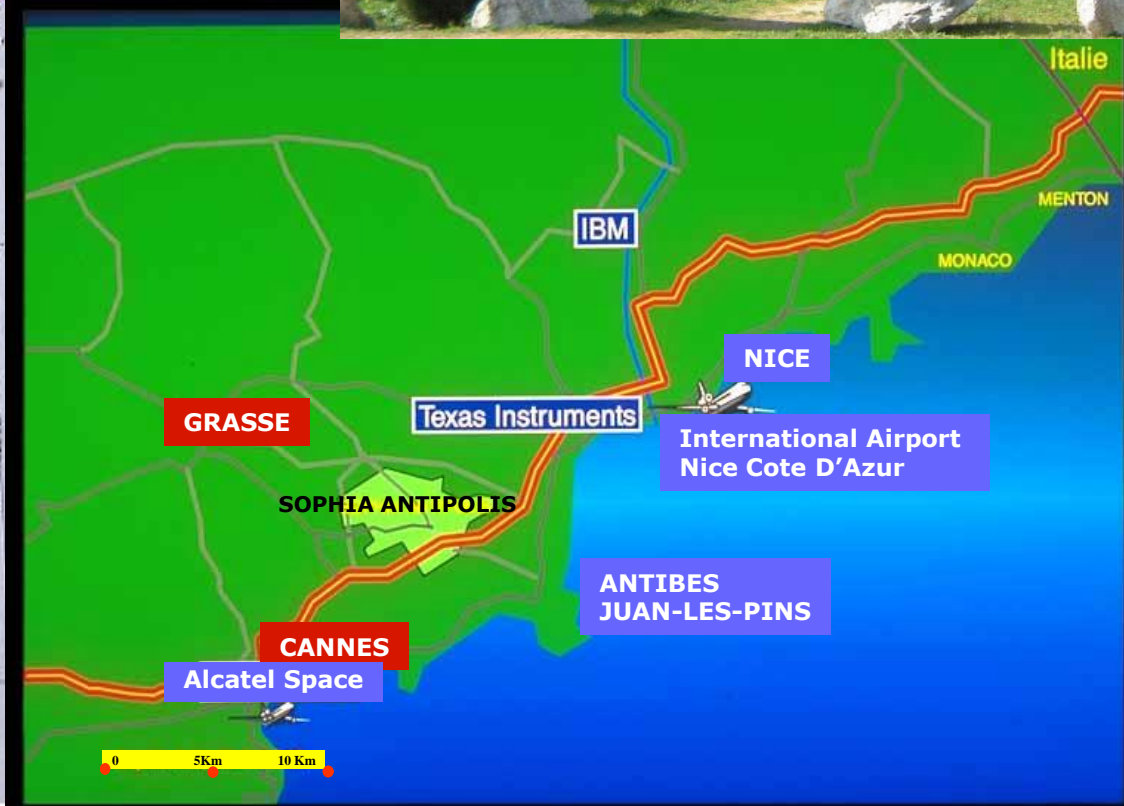 Italie
MENTON
IBM
MONACO
NICE
GRASSE
Texas Instruments
International Airport
Nice Cote D’Azur
SOPHIA ANTIPOLIS
ANTIBES
JUAN-LES-PINS
CANNES
Alcatel Space
0 5Km 10 Km